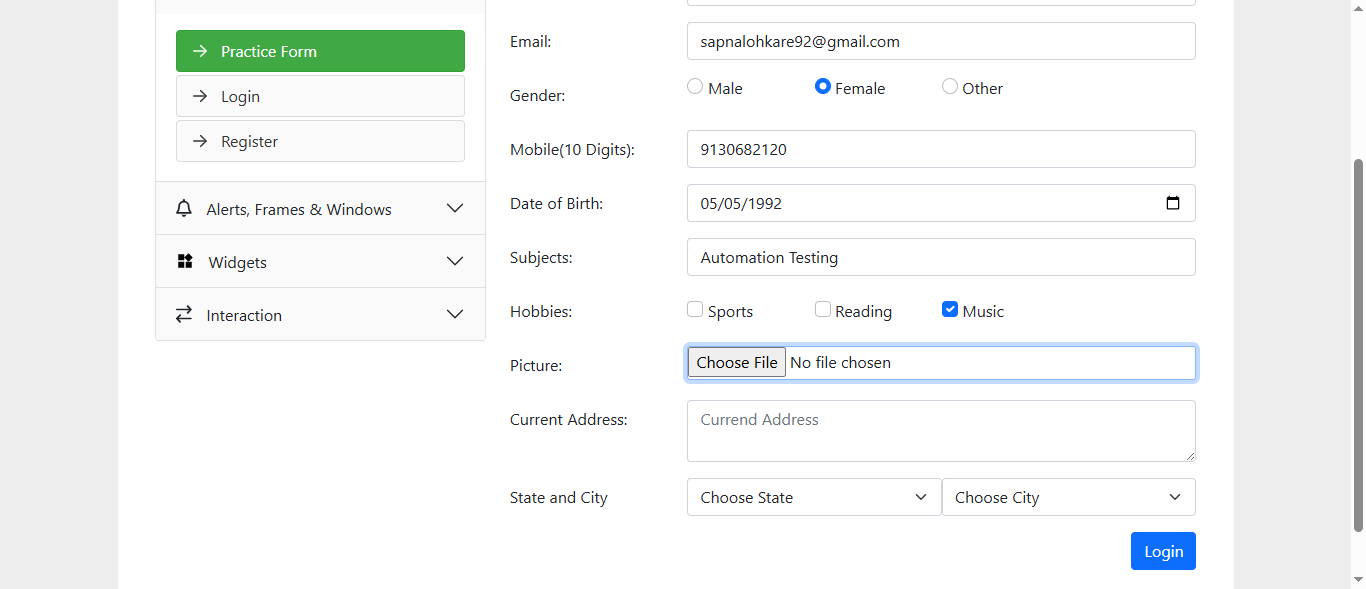 Practice Form
Login
Register
Alerts, Frames & Windows
Widgets
Interaction
Email: sapnalohkare92@gmail.com
Gender: Male Female Other
Mobile(10 Digits): 9130682120
Date of Birth: 05/05/1992
Subjects: Automation Testing
Hobbies: Sports Reading Music
Picture: Choose File No file chosen
Current Address: Currend Address
State and City Choose State Choose City
Login